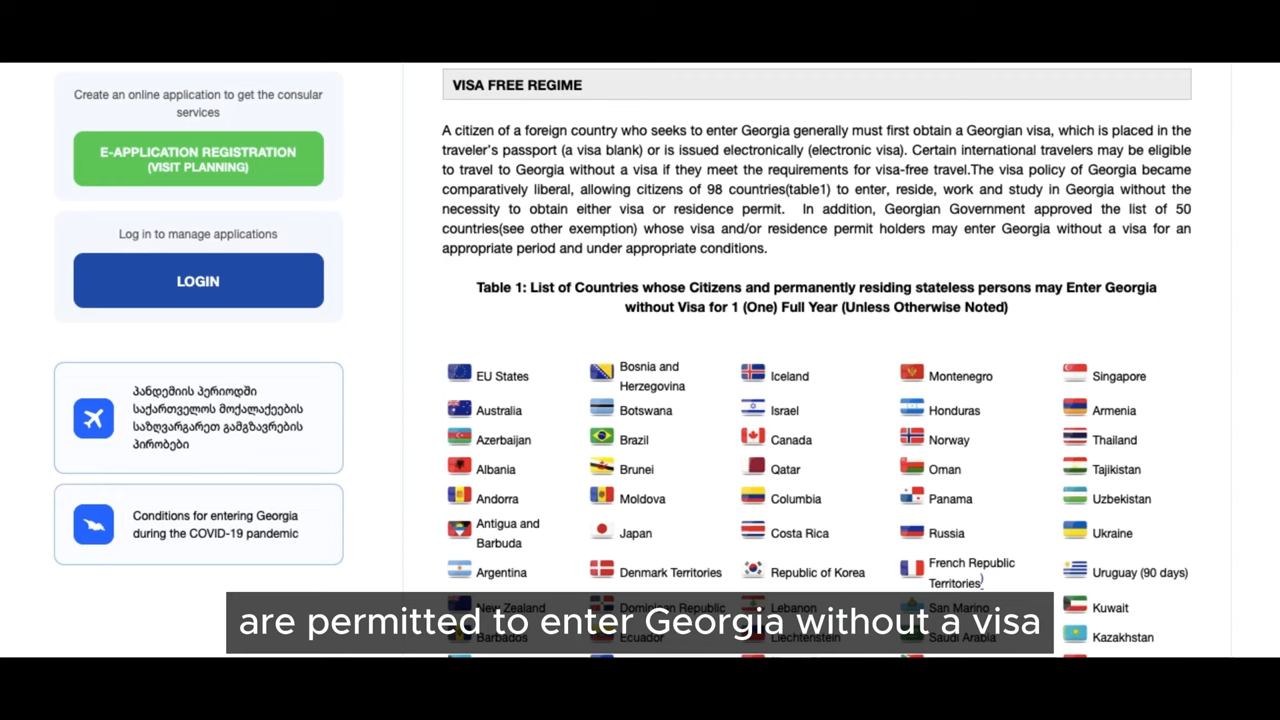 Create an online application to get the consular
services
E-APPLICATION REGISTRATION
(VISIT PLANNING)
Log in to manage applications
LOGIN
პანდემიის პერიოდში
საქართველოს მოქალაქეების
საზღვარგარეთ გამგზავრების
პირობები
Conditions for entering Georgia
during the COVID-19 pandemic
VISA FREE REGIME
A citizen of a foreign country who seeks to enter Georgia generally must first obtain a Georgian visa, which is placed in the
traveler's passport (a visa blank) or is issued electronically (electronic visa). Certain international travelers may be eligible
to travel to Georgia without a visa if they meet the requirements for visa-free travel.The visa policy of Georgia became
comparatively liberal, allowing citizens of 98 countries(table1) to enter, reside, work and study in Georgia without the
necessity to obtain either visa or residence permit. In addition, Georgian Government approved the list of 50
countries(see other exemption) whose visa and/or residence permit holders may enter Georgia without a visa for an
appropriate period and under appropriate conditions.
Table 1: List of Countries whose Citizens and permanently residing stateless persons may Enter Georgia
without Visa for 1 (One) Full Year (Unless Otherwise Noted)
EU States
Bosnia and
Herzegovina
Iceland
Montenegro
Singapore
Australia
Botswana
Israel
Honduras
Armenia
Azerbaijan
Brazil
Canada
Norway
Thailand
Albania
Brunei
Qatar
Oman
Tajikistan
Andorra
Moldova
Columbia
Panama
Uzbekistan
Antigua and
Barbuda
Japan
Costa Rica
Russia
Ukraine
Argentina
Denmark Territories
Republic of Korea
French Republic
Territories)
Uruguay (90 days)
New Zealand
Dominican Republic
Lebanon
San Marino
Kuwait
Barbados
Ecuador
Liechtenstein
Saudi Arabia
Kazakhstan
are permitted to enter Georgia without a visa